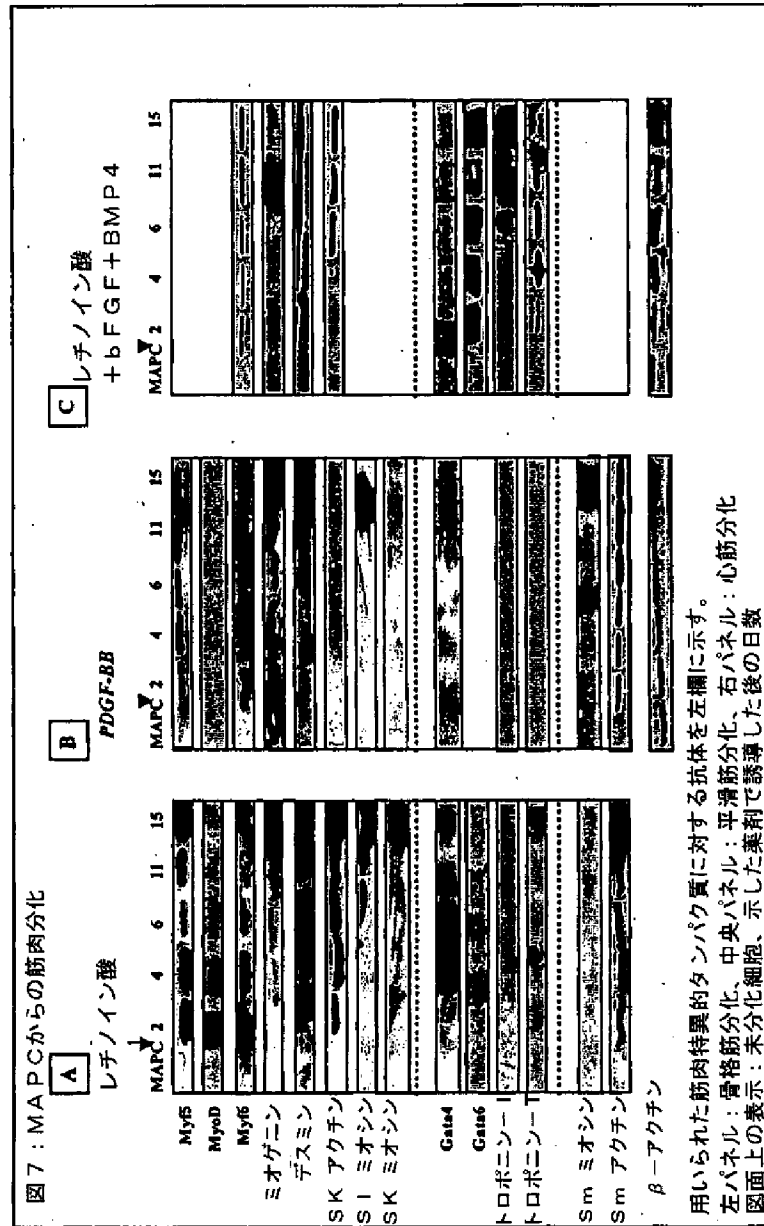 図7：MAPCからの筋肉分化
A
レチノイン酸
MAPC 2 4 6 11 15
B
PDGF-BB
MAPC 2 4 6 11 15
C
レチノイン酸
+bFGF+BMP4
MAPC 2 4 6 11 15
Myf5
MyoD
Myf6
ミオゲニン
デスミン
SK アクチン
SI ミオシン
SK ミオシン
Gata4
Gata6
トロポニン-I
トロポニン-T
Sm ミオシン
Sm アクチン
β-アクチン
用いられた筋肉特異的タンパク質に対する抗体を左欄に示す。
左パネル：骨格筋分化、中央パネル：平滑筋分化、右パネル：心筋分化
図面上の表示：未分化細胞、示した薬剤で誘導した後の日数